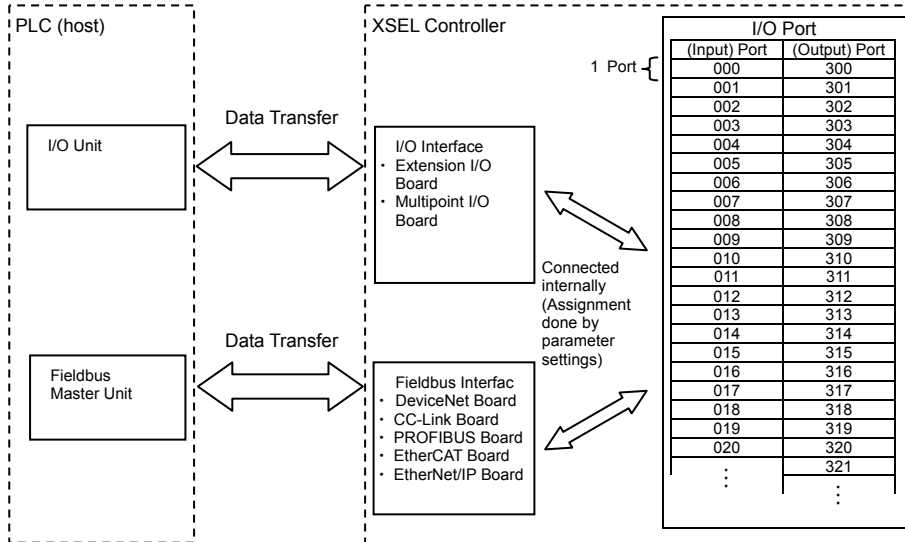 PLC (host)
XSEL Controller
I/O Port
(Input) Port (Output) Port
1 Port
000 300
001 301
002 302
003 303
004 304
005 305
006 306
007 307
008 308
009 309
010 310
011 311
012 312
013 313
014 314
015 315
016 316
017 317
018 318
019 319
020 320
321
⋮
⋮
Data Transfer
I/O Unit
I/O Interface
・ Extension I/O
Board
・ Multipoint I/O
Board
Connected
internally
(Assignment
done by
parameter
settings)
Data Transfer
Fieldbus
Master Unit
Fieldbus Interfac
・ DeviceNet Board
・ CC-Link Board
・ PROFIBUS Board
・ EtherCAT Board
・ EtherNet/IP Board